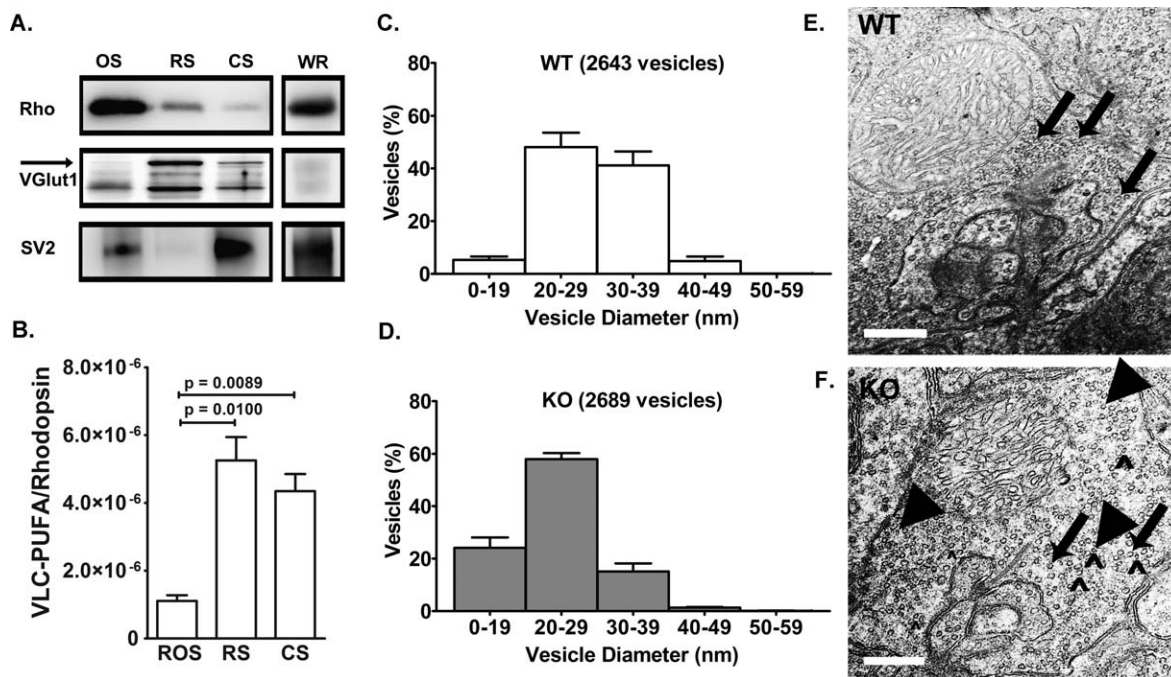 A.
OS RS CS WR
Rho
VGlut1
SV2
B.
VLC-PUFA/Rhodopsin
8.0×10-6
6.0×10-6
4.0×10-6
2.0×10-6
0
p = 0.0089
p = 0.0100
ROS RS CS
C.
WT (2643 vesicles)
Vesicles (%)
80
60
40
20
0
0-19 20-29 30-39 40-49 50-59
Vesicle Diameter (nm)
D.
KO (2689 vesicles)
Vesicles (%)
80
60
40
20
0
0-19 20-29 30-39 40-49 50-59
Vesicle Diameter (nm)
E.
WT
F.
KO